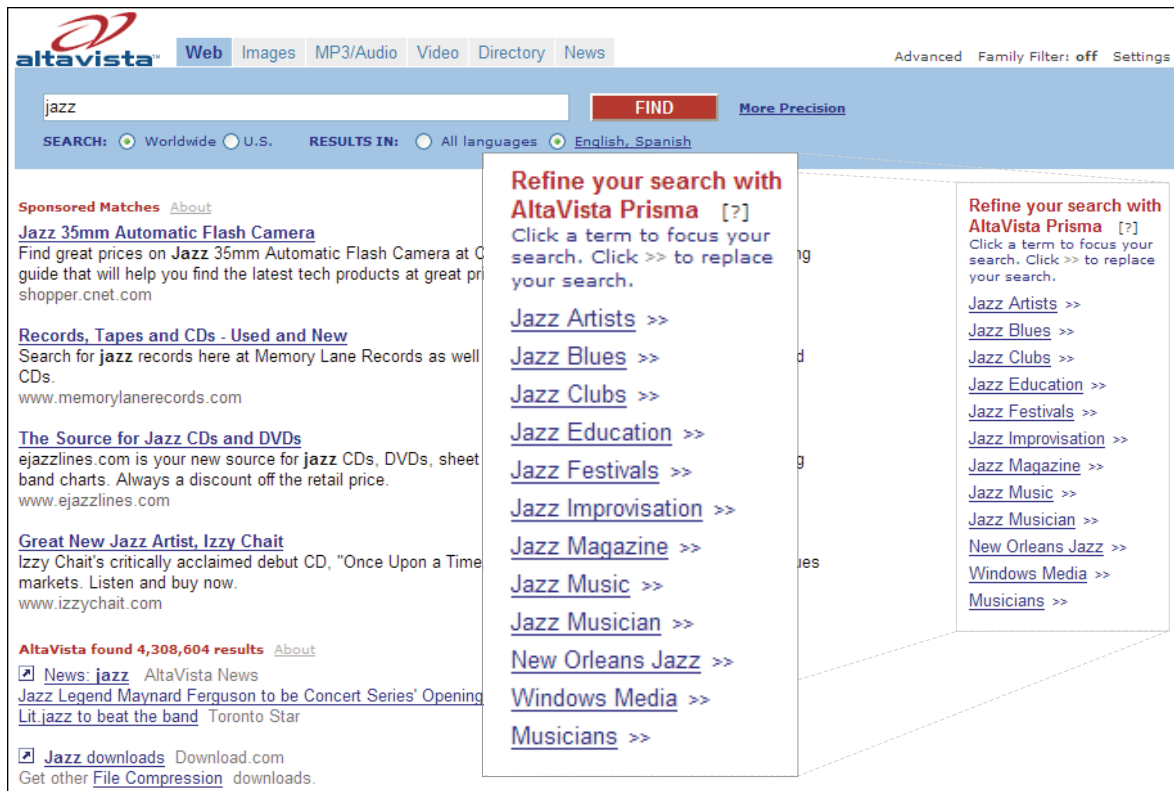 altavista™
Web Images MP3/Audio Video Directory News
Advanced Family Filter: off Settings
jazz
FIND
More Precision
SEARCH: Worldwide U.S. RESULTS IN: All languages English, Spanish
Sponsored Matches About
Jazz 35mm Automatic Flash Camera
Find great prices on Jazz 35mm Automatic Flash Camera at C
guide that will help you find the latest tech products at great pri
shopper.cnet.com
Records, Tapes and CDs - Used and New
Search for jazz records here at Memory Lane Records as well
CDs.
www.memorylanerecords.com
The Source for Jazz CDs and DVDs
ejazzlines.com is your new source for jazz CDs, DVDs, sheet
band charts. Always a discount off the retail price.
www.ejazzlines.com
Great New Jazz Artist, Izzy Chait
Izzy Chait's critically acclaimed debut CD, "Once Upon a Time
markets. Listen and buy now.
www.izzychait.com
AltaVista found 4,308,604 results About
News: jazz AltaVista News
Jazz Legend Maynard Ferguson to be Concert Series' Opening
Lit.jazz to beat the band Toronto Star
Jazz downloads Download.com
Get other File Compression downloads.
Refine your search with
AltaVista Prisma [?]
Click a term to focus your
search. Click >> to replace
your search.
Jazz Artists >>
Jazz Blues >>
Jazz Clubs >>
Jazz Education >>
Jazz Festivals >>
Jazz Improvisation >>
Jazz Magazine >>
Jazz Music >>
Jazz Musician >>
New Orleans Jazz >>
Windows Media >>
Musicians >>
Refine your search with
AltaVista Prisma [?]
Click a term to focus your
search. Click >> to replace
your search.
Jazz Artists >>
Jazz Blues >>
Jazz Clubs >>
Jazz Education >>
Jazz Festivals >>
Jazz Improvisation >>
Jazz Magazine >>
Jazz Music >>
Jazz Musician >>
New Orleans Jazz >>
Windows Media >>
Musicians >>